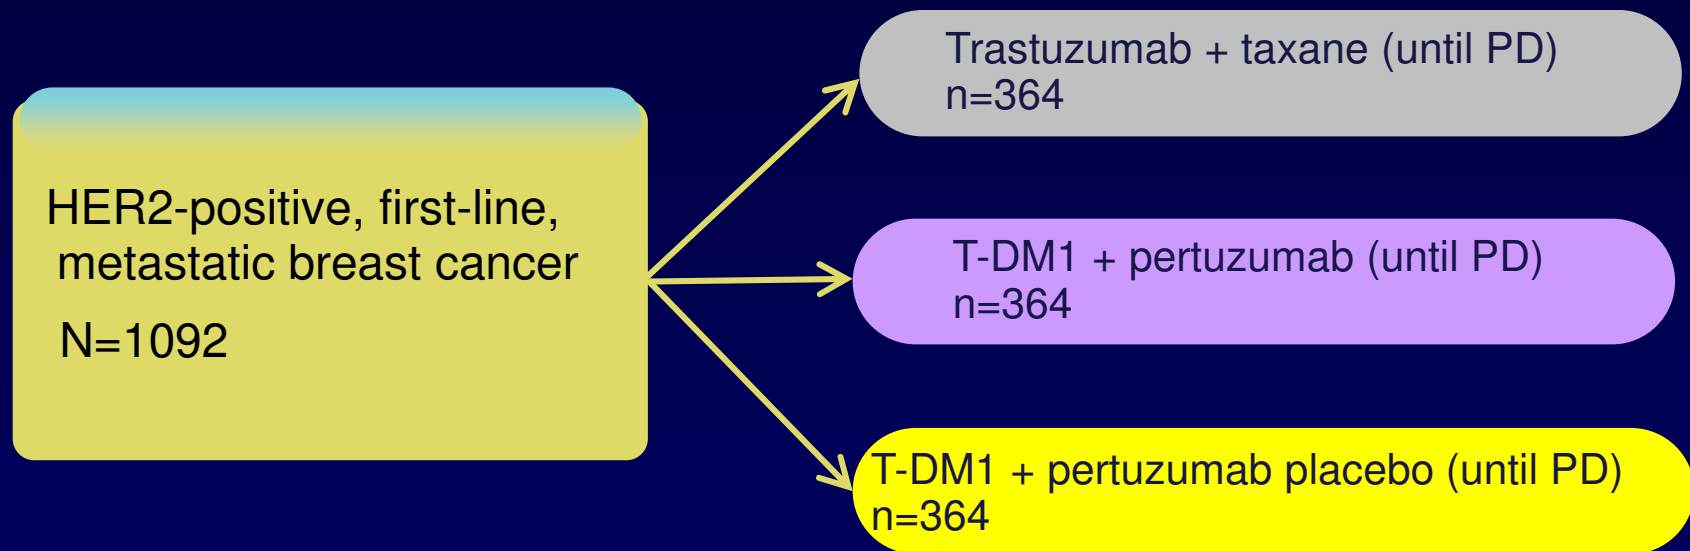 HER2-positive, first-line,
metastatic breast cancer
N=1092
Trastuzumab + taxane (until PD)
n=364
T-DM1 + pertuzumab (until PD)
n=364
T-DM1 + pertuzumab placebo (until PD)
n=364